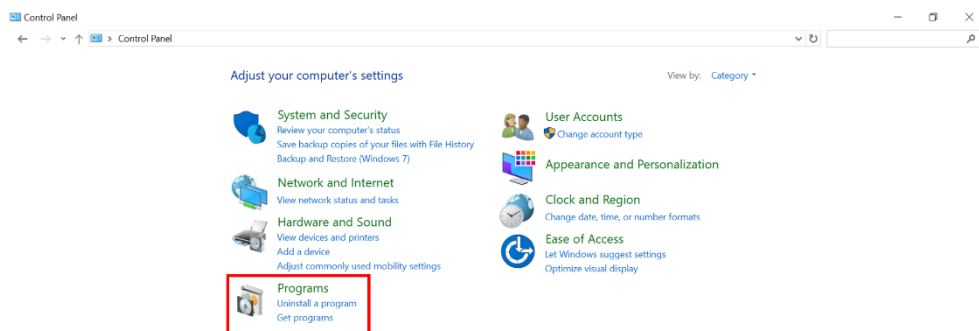 Control Panel
Control Panel
Adjust your computer's settings
View by: Category
System and Security
Review your computer's status
Save backup copies of your files with File History
Backup and Restore (Windows 7)
Network and Internet
View network status and tasks
Hardware and Sound
View devices and printers
Add a device
Adjust commonly used mobility settings
Programs
Uninstall a program
Get programs
User Accounts
Change account type
Appearance and Personalization
Clock and Region
Change date, time, or number formats
Ease of Access
Let Windows suggest settings
Optimize visual display